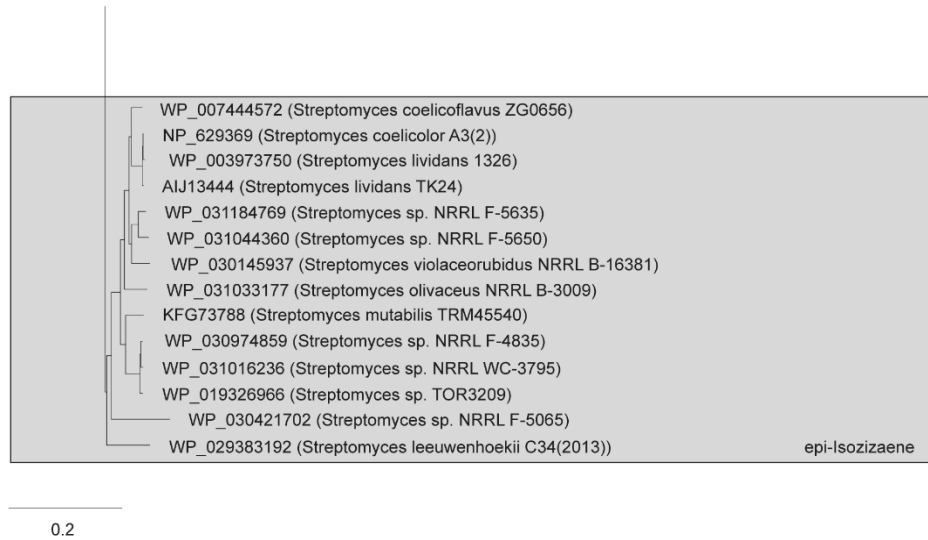 WP_007444572 (Streptomyces coelicoflavus ZG0656)
NP_629369 (Streptomyces coelicolor A3(2))
WP_003973750 (Streptomyces lividans 1326)
AIJ13444 (Streptomyces lividans TK24)
WP_031184769 (Streptomyces sp. NRRL F-5635)
WP_031044360 (Streptomyces sp. NRRL F-5650)
WP_030145937 (Streptomyces violaceorubidus NRRL B-16381)
WP_031033177 (Streptomyces olivaceus NRRL B-3009)
KFG73788 (Streptomyces mutabilis TRM45540)
WP_030974859 (Streptomyces sp. NRRL F-4835)
WP_031016236 (Streptomyces sp. NRRL WC-3795)
WP_019326966 (Streptomyces sp. TOR3209)
WP_030421702 (Streptomyces sp. NRRL F-5065)
WP_029383192 (Streptomyces leeuwenhoekii C34(2013)) epi-Isozizaene
0.2